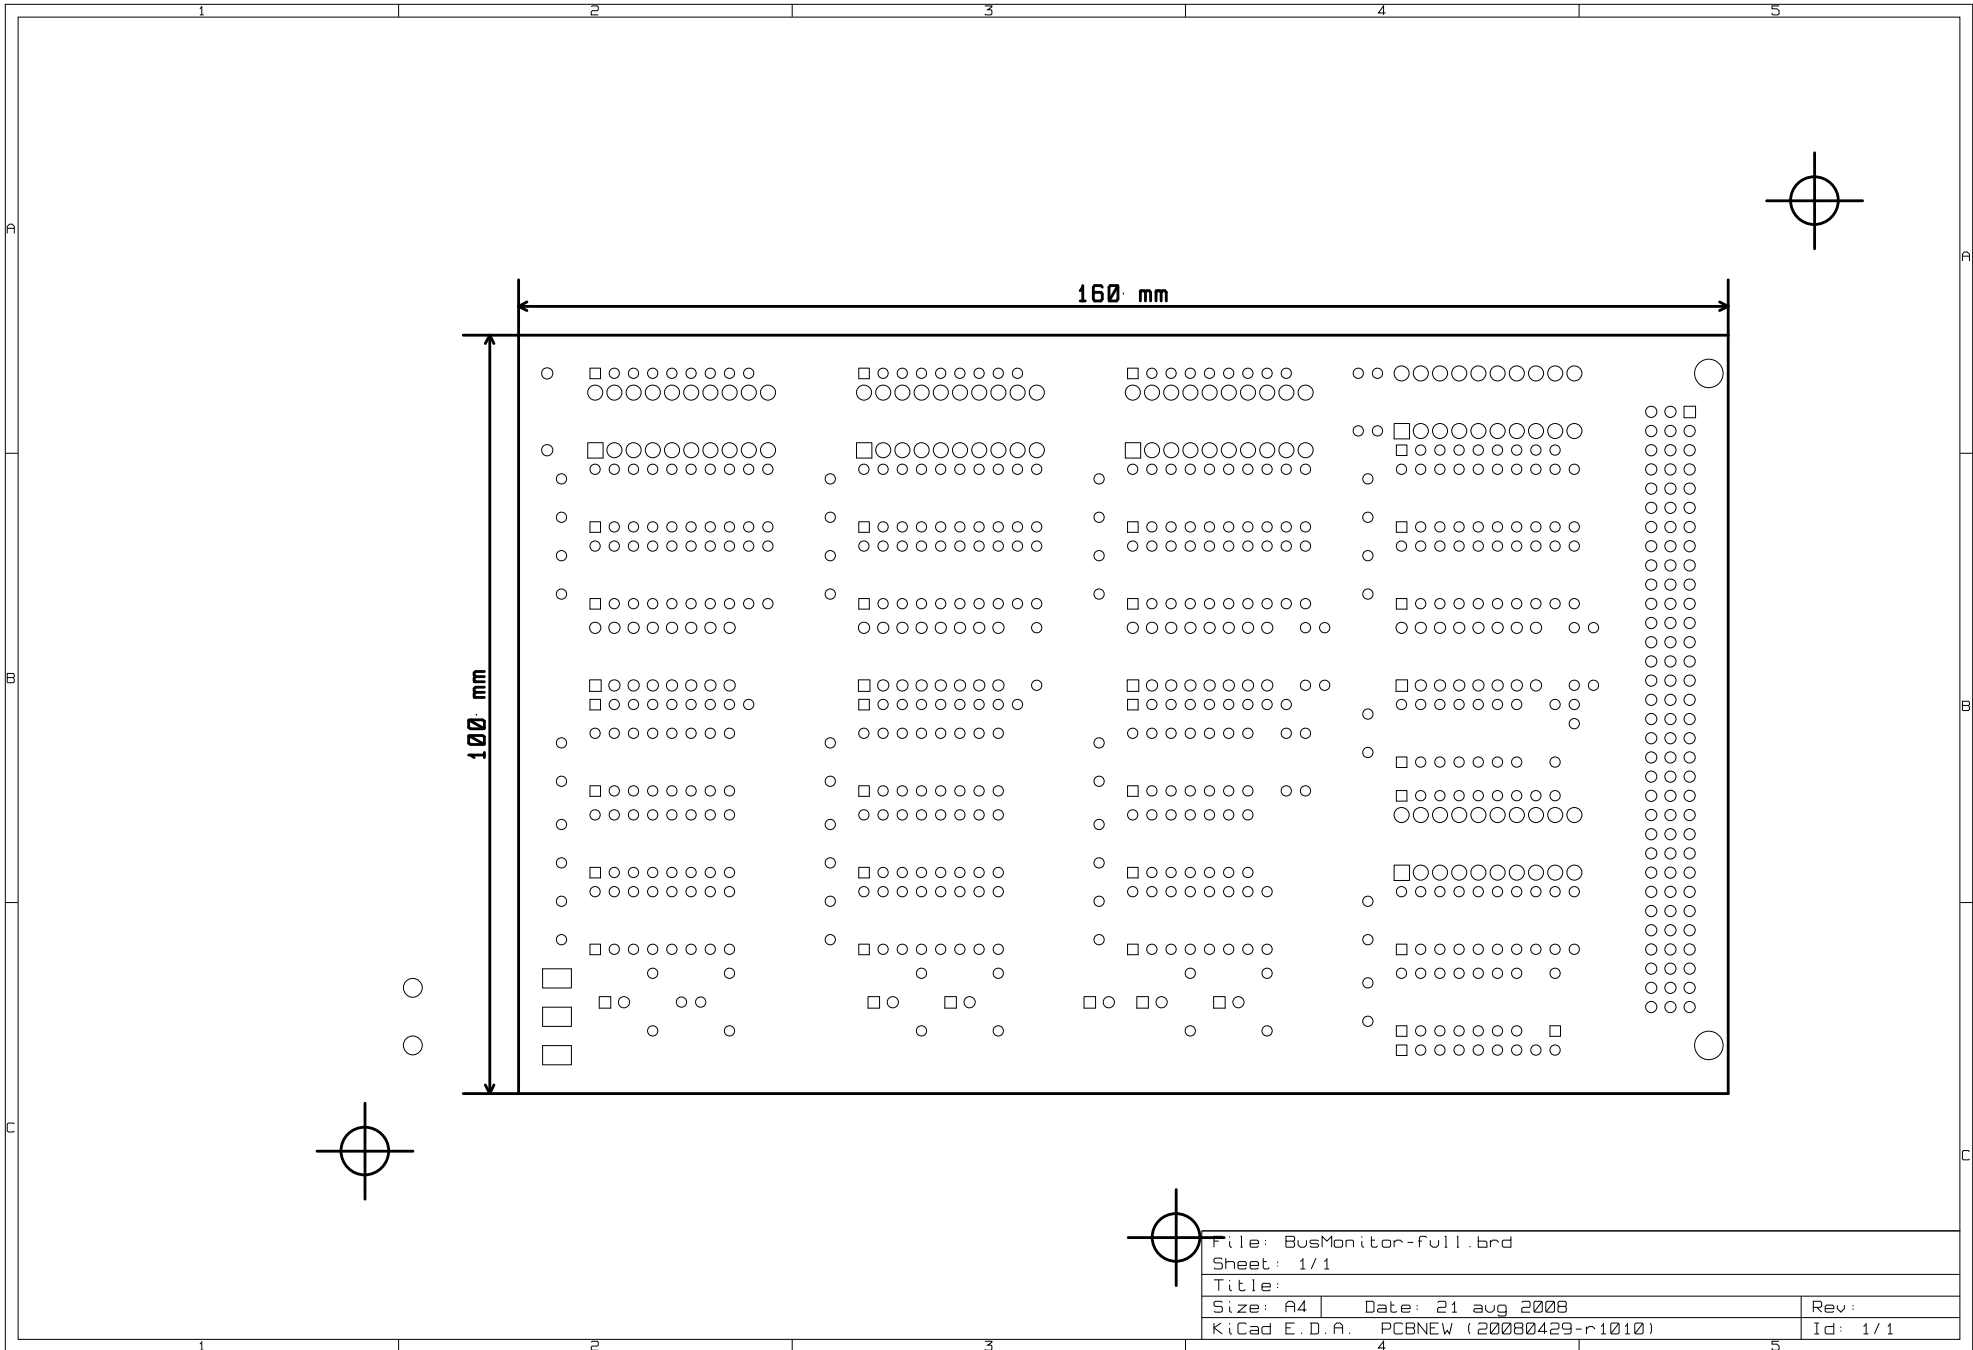 1 2 3 4 5
A
A
160 mm
B
100 mm
B
C
C
File: BusMonitor-full.brd
Sheet: 1/1
Title:
Size: A4 Date: 21 aug 2008 Rev:
KiCad E.D.A. PCBNEW (20080429-r1010) Id: 1/1
1 2 3 4 5